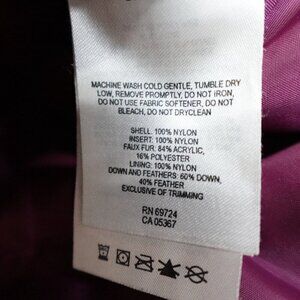 MACHINE WASH COLD GENTLE, TUMBLE DRY
LOW, REMOVE PROMPTLY, DO NOT IRON,
DO NOT USE FABRIC SOFTENER, DO NOT
BLEACH, DO NOT DRYCLEAN
SHELL: 100% NYLON
INSERT: 100% NYLON
FAUX FUR: 84% ACRYLIC,
16% POLYESTER
LINING: 100% NYLON
DOWN AND FEATHERS: 60% DOWN,
40% FEATHER
EXCLUSIVE OF TRIMMING
RN 69724
CA 05367